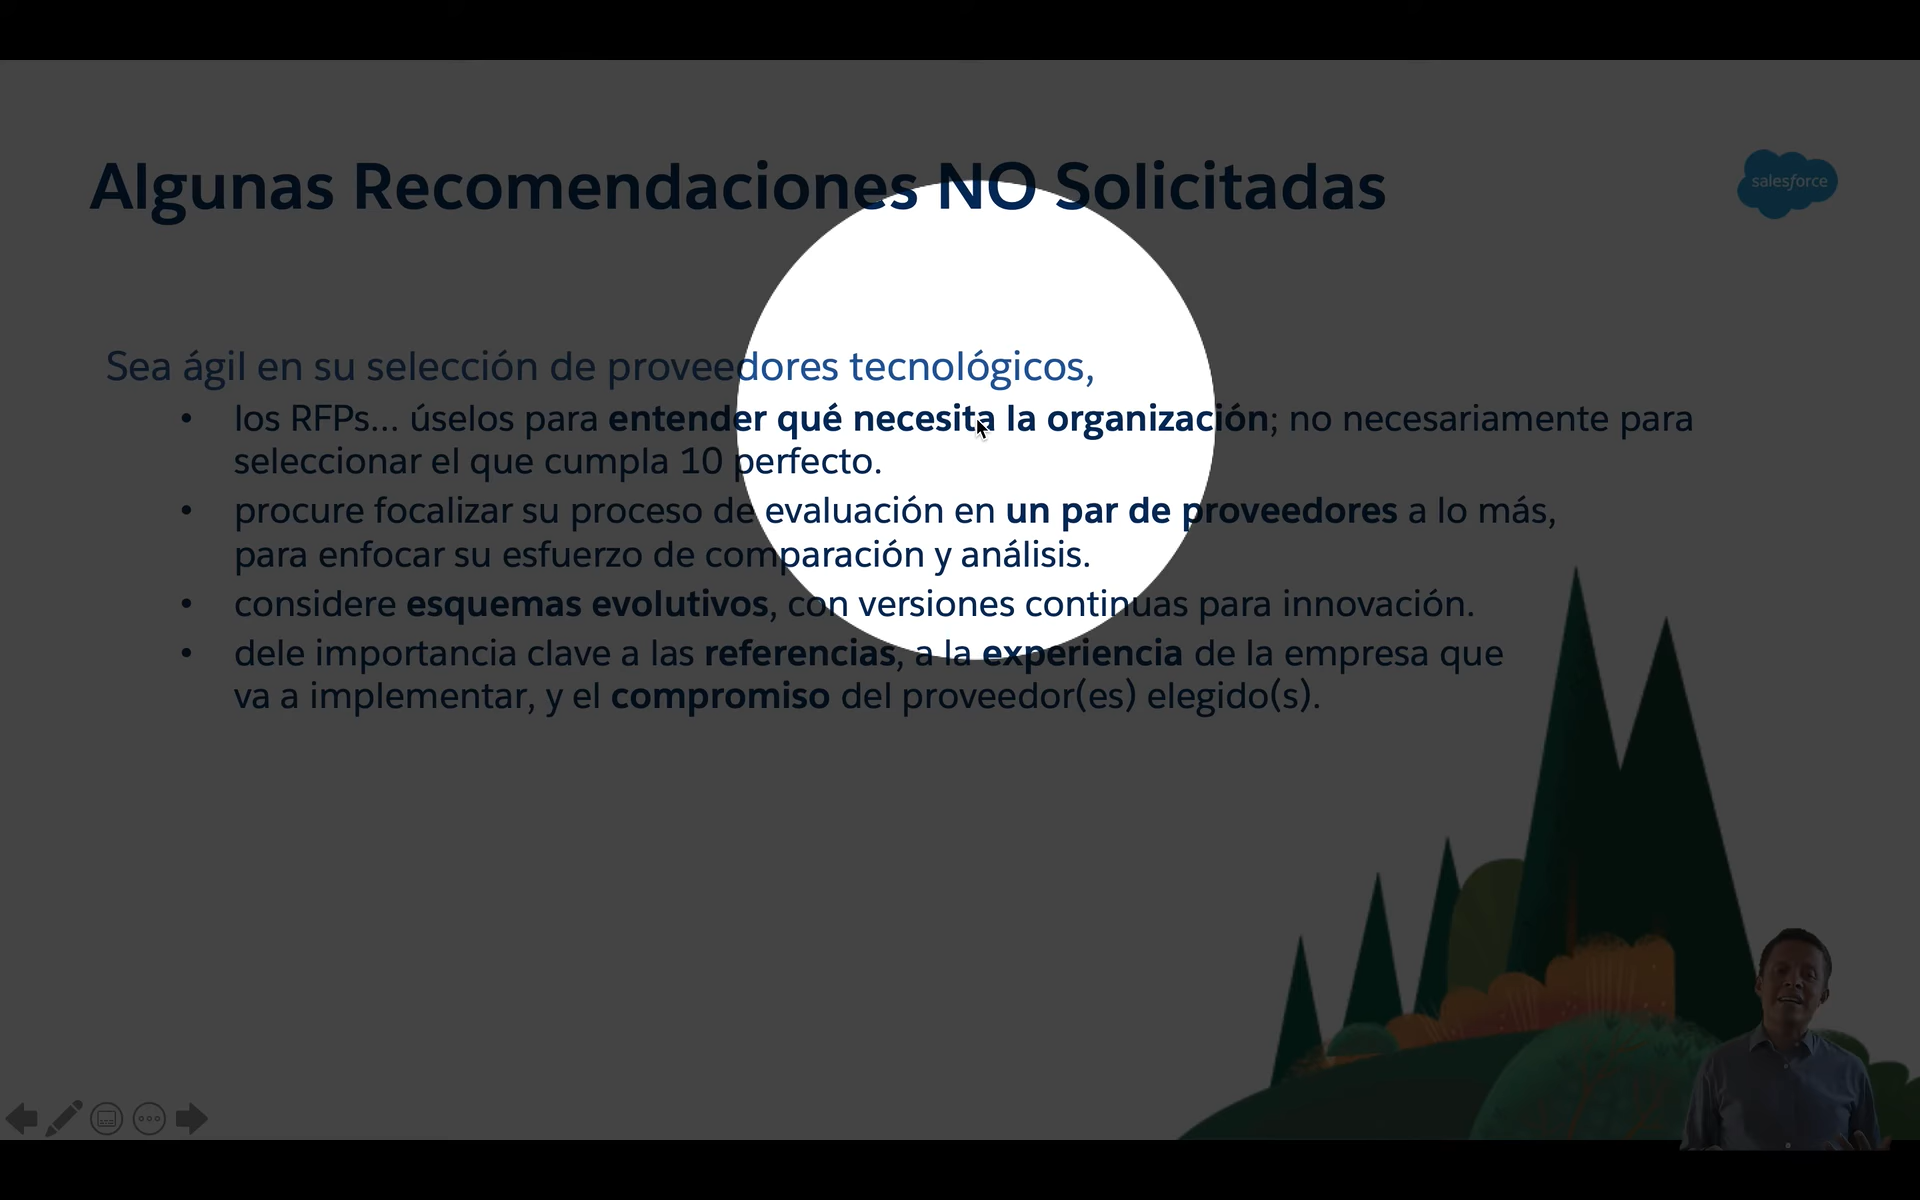 Algunas Recomendaciones NO Solicitadas
salesforce
Sea ágil en su selección de proveedores tecnológicos,
• los RFPs... úselos para entender qué necesita la organización; no necesariamente para
seleccionar el que cumpla 10 perfecto.
• procure focalizar su proceso de evaluación en un par de proveedores a lo más,
para enfocar su esfuerzo de comparación y análisis.
• considere esquemas evolutivos, con versiones continuas para innovación.
• dele importancia clave a las referencias, a la experiencia de la empresa que
va a implementar, y el compromiso del proveedor(es) elegido(s).